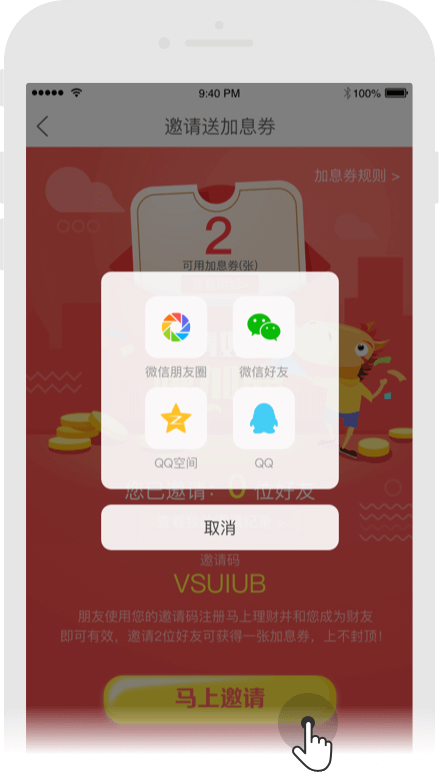 9:40 PM
100%
邀请送加息券
加息券规则 >
2
可用加息券(张)
微信朋友圈
微信好友
QQ空间
QQ
您已邀请：0 位好友
取消
邀请码
VSUIUB
朋友使用您的邀请码注册马上理财并和您成为财友
即可有效，邀请2位好友可获得一张加息券，上不封顶！
马上邀请